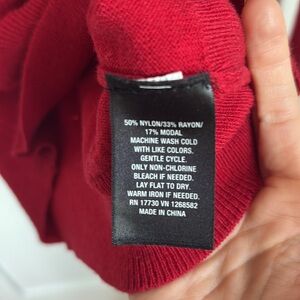 50% NYLON/33% RAYON/
17% MODAL
MACHINE WASH COLD
WITH LIKE COLORS.
GENTLE CYCLE.
ONLY NON-CHLORINE
BLEACH IF NEEDED.
LAY FLAT TO DRY.
WARM IRON IF NEEDED.
RN 17730 VN 1268582
MADE IN CHINA